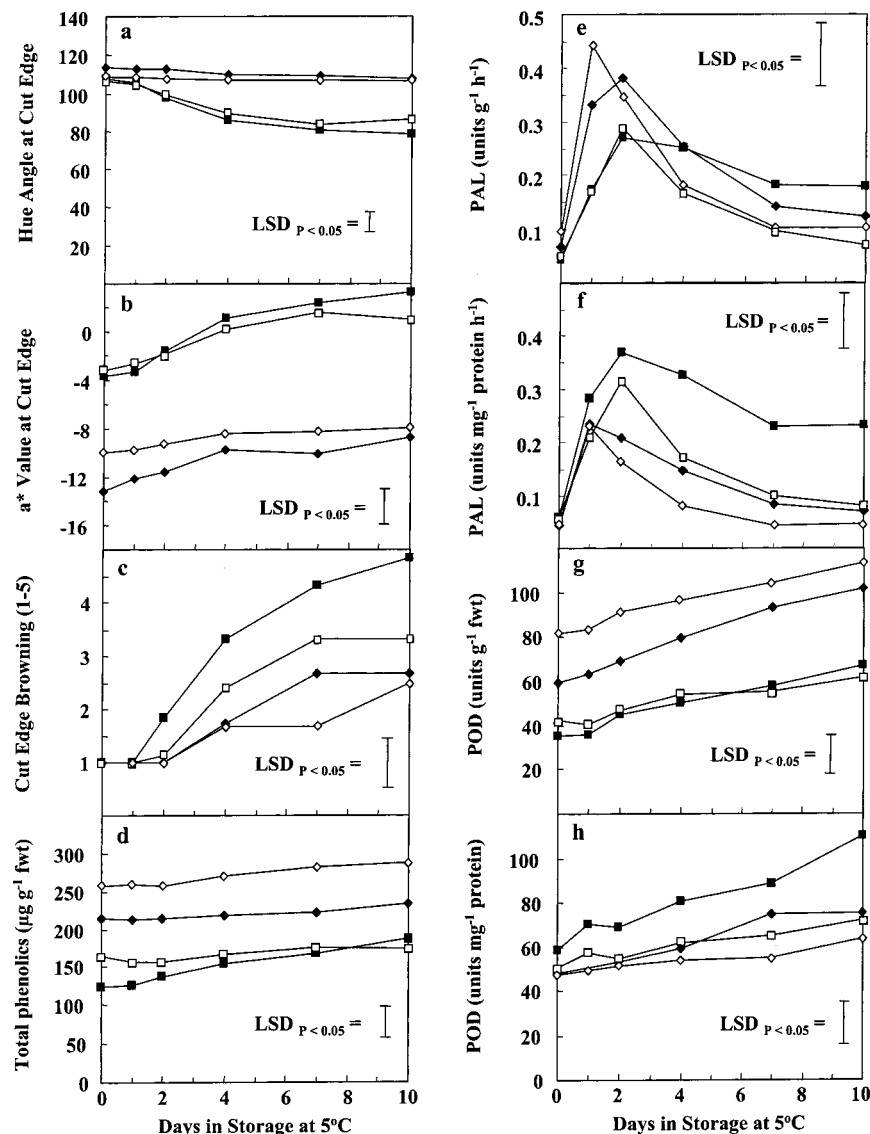 a
Hue Angle at Cut Edge
140
120
100
80
60
40
20
LSD P < 0.05 =
b
a* Value at Cut Edge
0
-4
-8
-12
-16
LSD P < 0.05 =
c
Cut Edge Browning (1-5)
4
3
2
1
LSD P < 0.05 =
d
Total phenolics (µg g-1 fwt)
300
250
200
150
100
50
0
LSD P < 0.05 =
0 2 4 6 8 10
Days in Storage at 5ºC
e
PAL (units g-1 h-1)
0.5
0.4
0.3
0.2
0.1
LSD P < 0.05 =
f
PAL (units mg-1 protein h-1)
0.4
0.3
0.2
0.1
LSD P < 0.05 =
g
POD (units g-1 fwt)
100
80
60
40
20
LSD P < 0.05 =
h
POD (units mg-1 protein)
100
80
60
40
20
0
LSD P < 0.05 =
0 2 4 6 8 10
Days in Storage at 5ºC